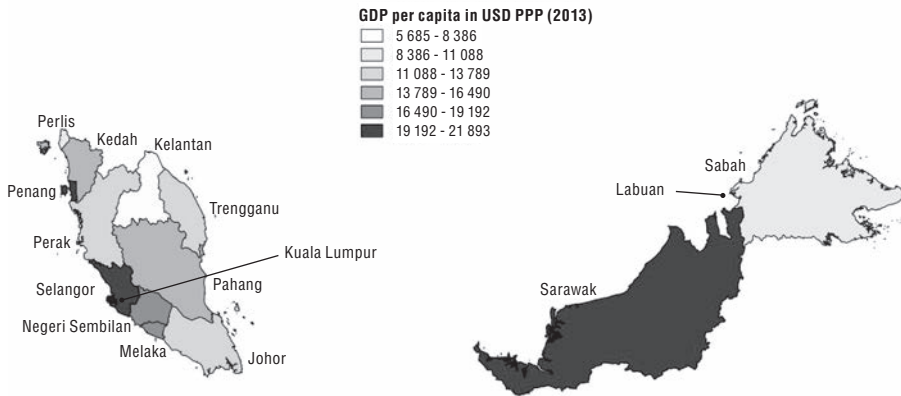 GDP per capita in USD PPP (2013)
5 685 - 8 386
8 386 - 11 088
11 088 - 13 789
13 789 - 16 490
16 490 - 19 192
19 192 - 21 893
Perlis
Kedah
Kelantan
Penang
Trengganu
Perak
Kuala Lumpur
Selangor
Pahang
Negeri Sembilan
Melaka
Johor
Sabah
Labuan
Sarawak